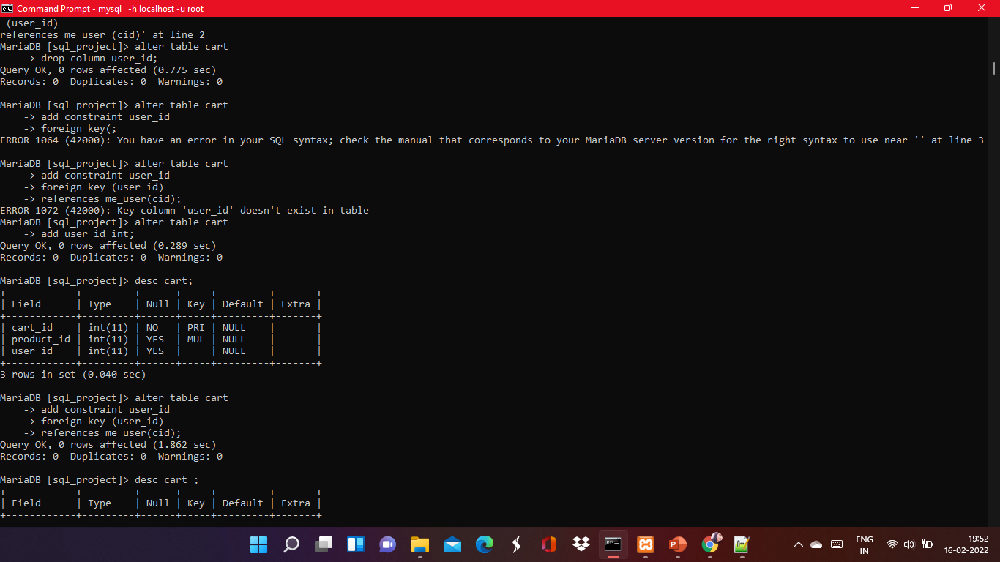 Command Prompt - mysql  -h localhost -u root
 (user_id)
references me_user (cid)' at line 2
MariaDB [sql_project]> alter table cart
    -> drop column user_id;
Query OK, 0 rows affected (0.775 sec)
Records: 0  Duplicates: 0  Warnings: 0

MariaDB [sql_project]> alter table cart
    -> add constraint user_id
    -> foreign key(;
ERROR 1064 (42000): You have an error in your SQL syntax; check the manual that corresponds to your MariaDB server version for the right syntax to use near '' at line 3

MariaDB [sql_project]> alter table cart
    -> add constraint user_id
    -> foreign key (user_id)
    -> references me_user(cid);
ERROR 1072 (42000): Key column 'user_id' doesn't exist in table
MariaDB [sql_project]> alter table cart
    -> add user_id int;
Query OK, 0 rows affected (0.289 sec)
Records: 0  Duplicates: 0  Warnings: 0

MariaDB [sql_project]> desc cart;
+------------+---------+------+-----+---------+-------+
| Field      | Type    | Null | Key | Default | Extra |
+------------+---------+------+-----+---------+-------+
| cart_id    | int(11) | NO   | PRI | NULL    |       |
| product_id | int(11) | YES  | MUL | NULL    |       |
| user_id    | int(11) | YES  |     | NULL    |       |
+------------+---------+------+-----+---------+-------+
3 rows in set (0.040 sec)

MariaDB [sql_project]> alter table cart
    -> add constraint user_id
    -> foreign key (user_id)
    -> references me_user(cid);
Query OK, 0 rows affected (1.862 sec)
Records: 0  Duplicates: 0  Warnings: 0

MariaDB [sql_project]> desc cart ;
+------------+---------+------+-----+---------+-------+
| Field      | Type    | Null | Key | Default | Extra |
+------------+---------+------+-----+---------+-------+
ENG
IN
19:52
16-02-2022